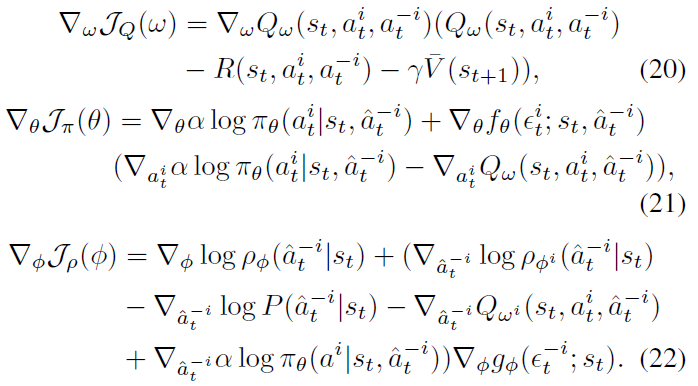 ∇_ω 𝒥_Q(ω) = ∇_ω Q_ω(s_t, a_t^i, a_t^{-i})(Q_ω(s_t, a_t^i, a_t^{-i})
− R(s_t, a_t^i, a_t^{-i}) − γV̄(s_{t+1})), (20)
∇_θ 𝒥_π(θ) = ∇_θ α log π_θ(a_t^i|s_t, â_t^{-i}) + ∇_θ f_θ(ϵ_t^i; s_t, â_t^{-i})
(∇_{a_t^i} α log π_θ(a_t^i|s_t, â_t^{-i}) − ∇_{a_t^i} Q_ω(s_t, a_t^i, â_t^{-i})),
(21)
∇_ϕ 𝒥_ρ(ϕ) = ∇_ϕ log ρ_ϕ(â_t^{-i}|s_t) + (∇_{â_t^{-i}} log ρ_{ϕ^i}(â_t^{-i}|s_t)
− ∇_{â_t^{-i}} log P(â_t^{-i}|s_t) − ∇_{â_t^{-i}} Q_{ω^i}(s_t, a_t^i, â_t^{-i})
+ ∇_{â_t^{-i}} α log π_θ(a^i|s_t, â_t^{-i}))∇_ϕ g_ϕ(ϵ_t^{-i}; s_t). (22)